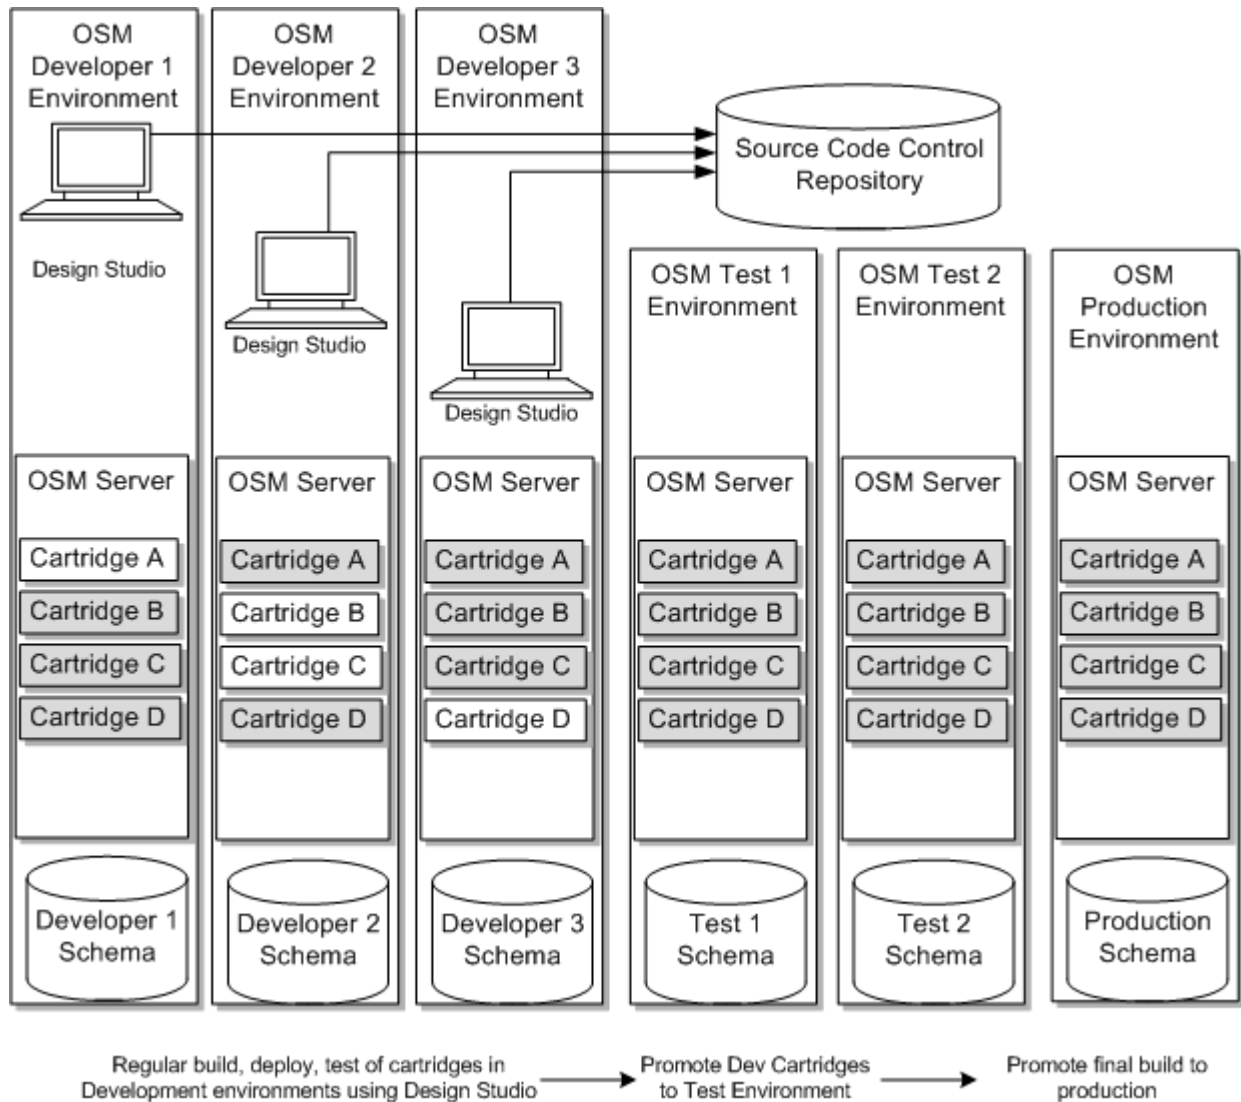 OSM
Developer 1
Environment
OSM
Developer 2
Environment
OSM
Developer 3
Environment
Source Code Control
Repository
Design Studio
Design Studio
Design Studio
OSM Test 1
Environment
OSM Test 2
Environment
OSM
Production
Environment
OSM Server
Cartridge A
Cartridge B
Cartridge C
Cartridge D
OSM Server
Cartridge A
Cartridge B
Cartridge C
Cartridge D
OSM Server
Cartridge A
Cartridge B
Cartridge C
Cartridge D
OSM Server
Cartridge A
Cartridge B
Cartridge C
Cartridge D
OSM Server
Cartridge A
Cartridge B
Cartridge C
Cartridge D
OSM Server
Cartridge A
Cartridge B
Cartridge C
Cartridge D
Developer 1
Schema
Developer 2
Schema
Developer 3
Schema
Test 1
Schema
Test 2
Schema
Production
Schema
Regular build, deploy, test of cartridges in
Development environments using Design Studio
Promote Dev Cartridges
to Test Environment
Promote final build to
production